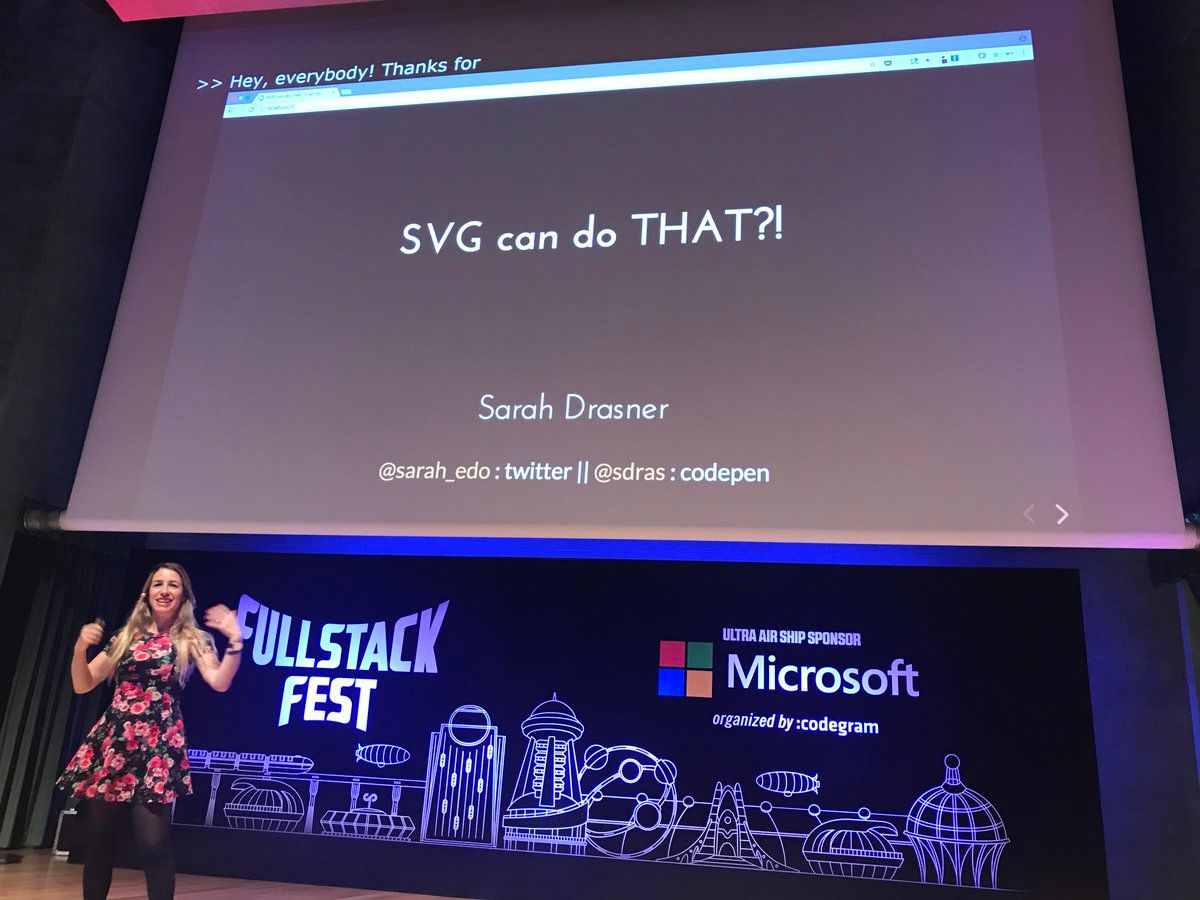 >> Hey, everybody! Thanks for
SVG can do THAT?!
Sarah Drasner
@sarah_edo : twitter || @sdras : codepen
FULLSTACK
FEST
ULTRA AIR SHIP SPONSOR
Microsoft
organized by :codegram